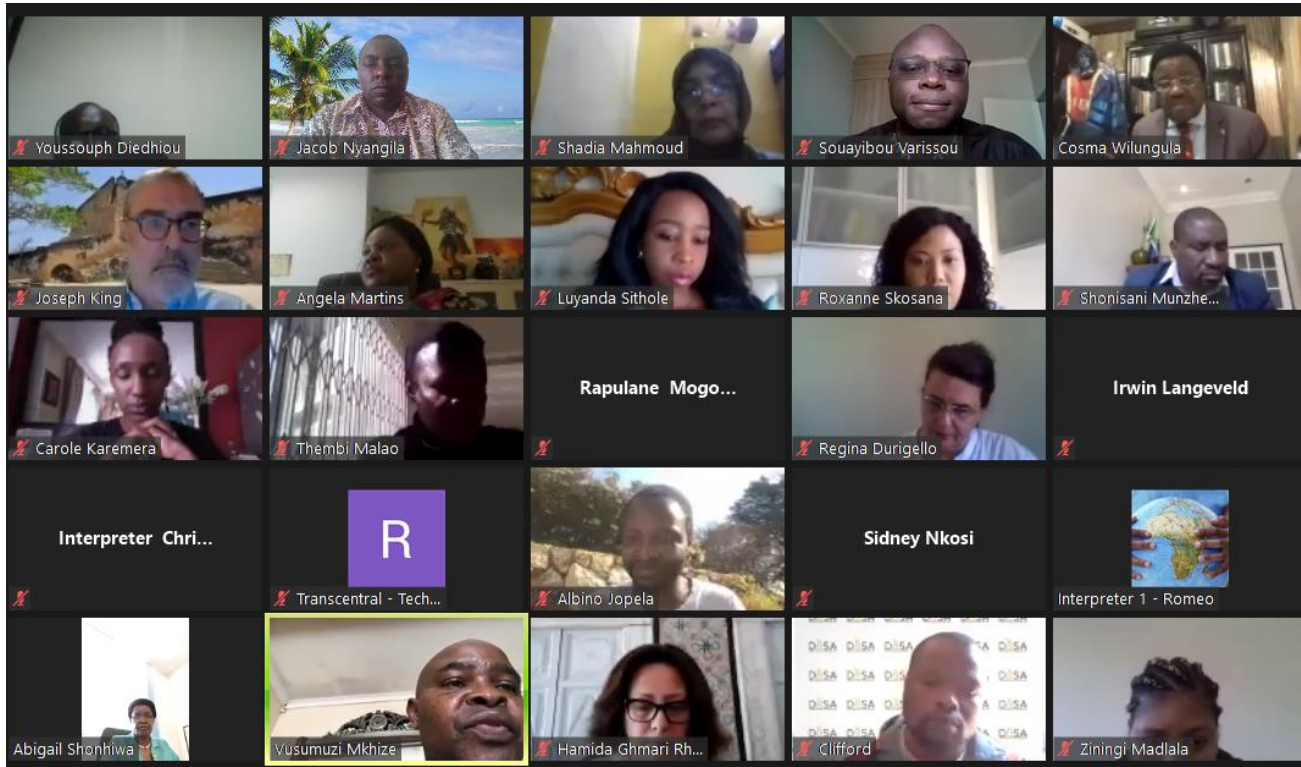 Youssouph Diedhiou
Jacob Nyangila
Shadia Mahmoud
Souayibou Varissou
Cosma Wilungula
Joseph King
Angela Martins
Luyanda Sithole
Roxanne Skosana
Shonisani Munzhe...
Carole Karemera
Thembi Malao
Rapulane Mogo...
Regina Durigello
Irwin Langeveld
Interpreter Chri...
R
Transcentral - Tech...
Albino Jopela
Sidney Nkosi
Interpreter 1 - Romeo
Abigail Shonhiwa
Vusumuzi Mkhize
Hamida Ghmari Rh...
Clifford
Ziningi Madlala